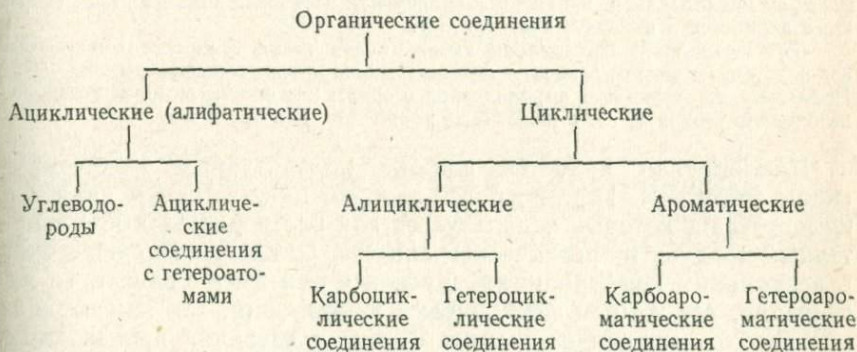 Органические соединения
Ациклические (алифатические)
Циклические
Углеводо-
роды
Ацикличе-
ские
соединения
с гетероато-
мами
Алициклические
Ароматические
Карбоцик-
лические
соединения
Гетероцик-
лические
соединения
Карбоаро-
матические
соединения
Гетероаро-
матические
соединения